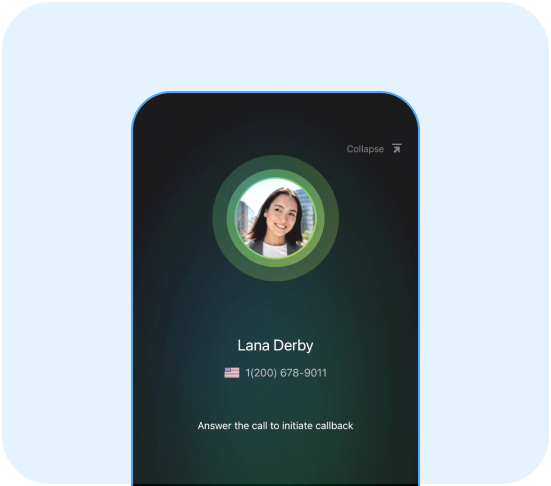 Collapse
Lana Derby
1(200) 678-9011
Answer the call to initiate callback